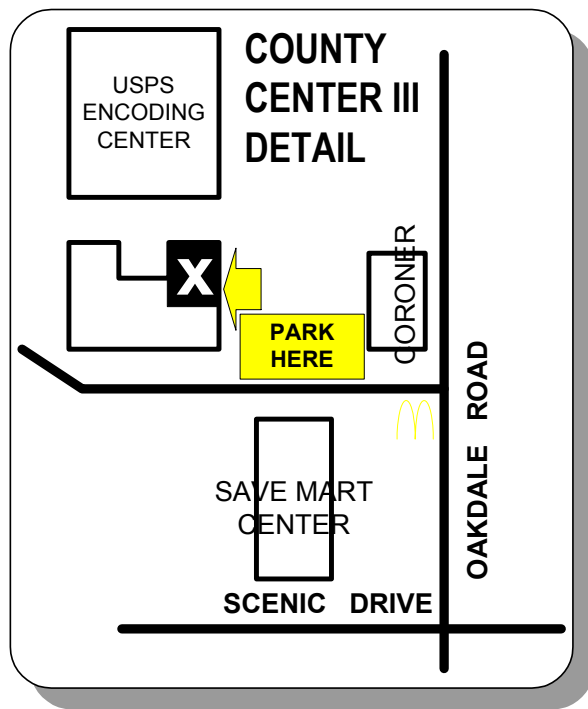 USPS
ENCODING
CENTER
COUNTY
CENTER III
DETAIL
X
CORONER
PARK
HERE
OAKDALE ROAD
SAVE MART
CENTER
SCENIC DRIVE